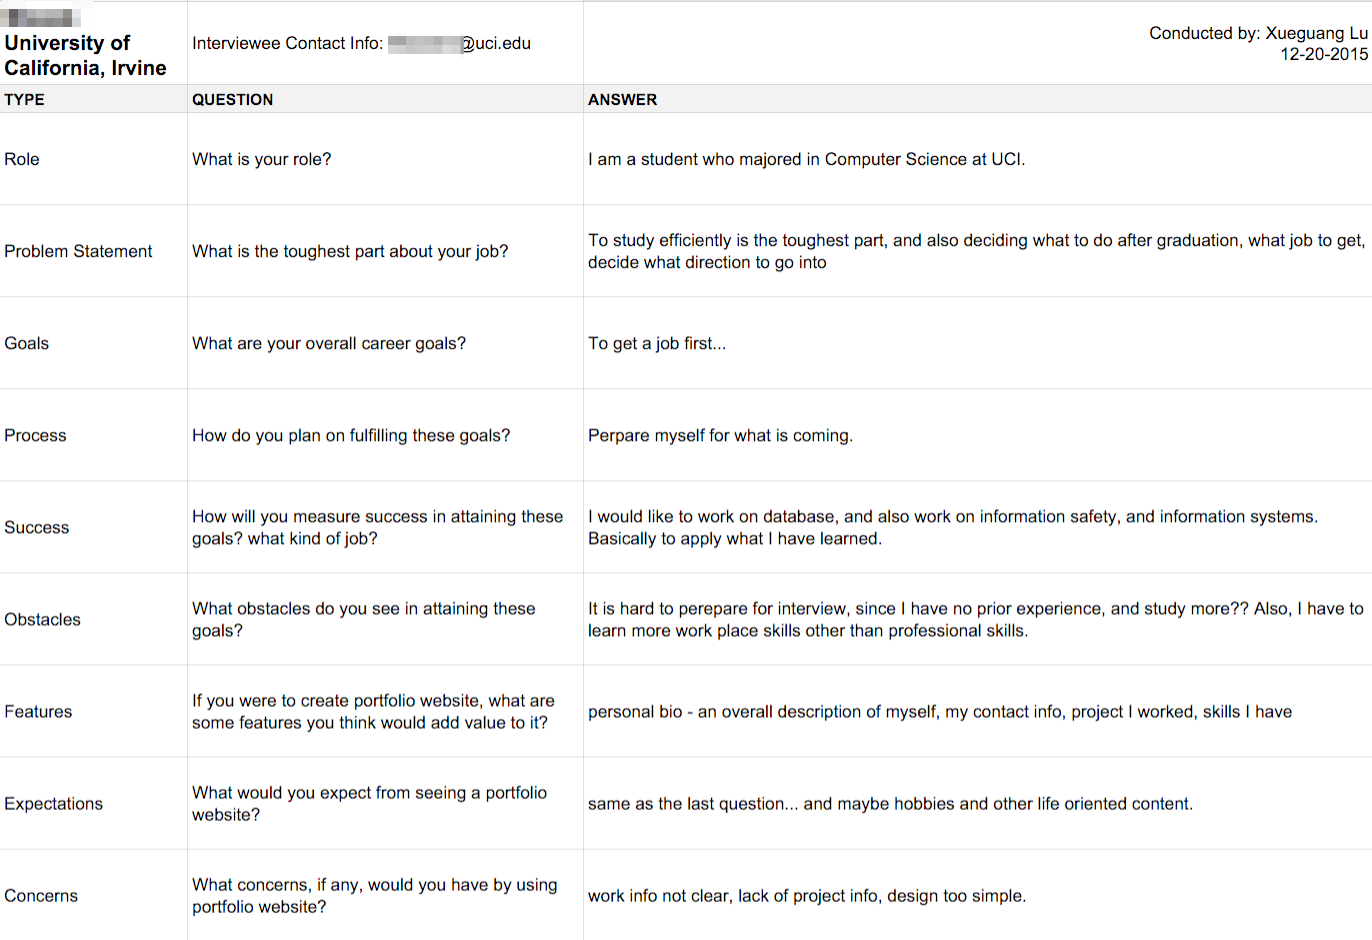 University of
California, Irvine
Interviewee Contact Info: @uci.edu
Conducted by: Xueguang Lu
12-20-2015
TYPE QUESTION ANSWER
Role What is your role? I am a student who majored in Computer Science at UCI.
Problem Statement What is the toughest part about your job? To study efficiently is the toughest part, and also deciding what to do after graduation, what job to get,
decide what direction to go into
Goals What are your overall career goals? To get a job first...
Process How do you plan on fulfilling these goals? Perpare myself for what is coming.
Success
How will you measure success in attaining these
goals? what kind of job?
I would like to work on database, and also work on information safety, and information systems.
Basically to apply what I have learned.
Obstacles
What obstacles do you see in attaining these
goals?
It is hard to perepare for interview, since I have no prior experience, and study more?? Also, I have to
learn more work place skills other than professional skills.
Features
If you were to create portfolio website, what are
some features you think would add value to it?
personal bio - an overall description of myself, my contact info, project I worked, skills I have
Expectations
What would you expect from seeing a portfolio
website?
same as the last question... and maybe hobbies and other life oriented content.
Concerns
What concerns, if any, would you have by using
portfolio website?
work info not clear, lack of project info, design too simple.